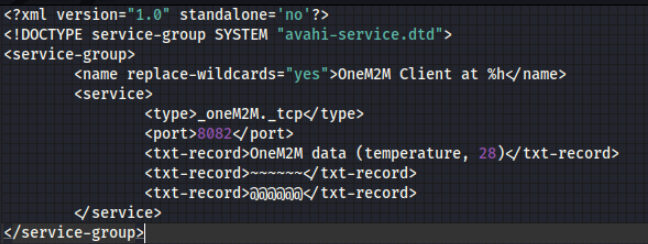 <?xml version="1.0" standalone='no'?>
<!DOCTYPE service-group SYSTEM "avahi-service.dtd">
<service-group>
<name replace-wildcards="yes">OneM2M Client at %h</name>
<service>
<type>_oneM2M._tcp</type>
<port>8082</port>
<txt-record>OneM2M data (temperature, 28)</txt-record>
<txt-record>~~~~~~</txt-record>
<txt-record>@@@@@@</txt-record>
</service>
</service-group>